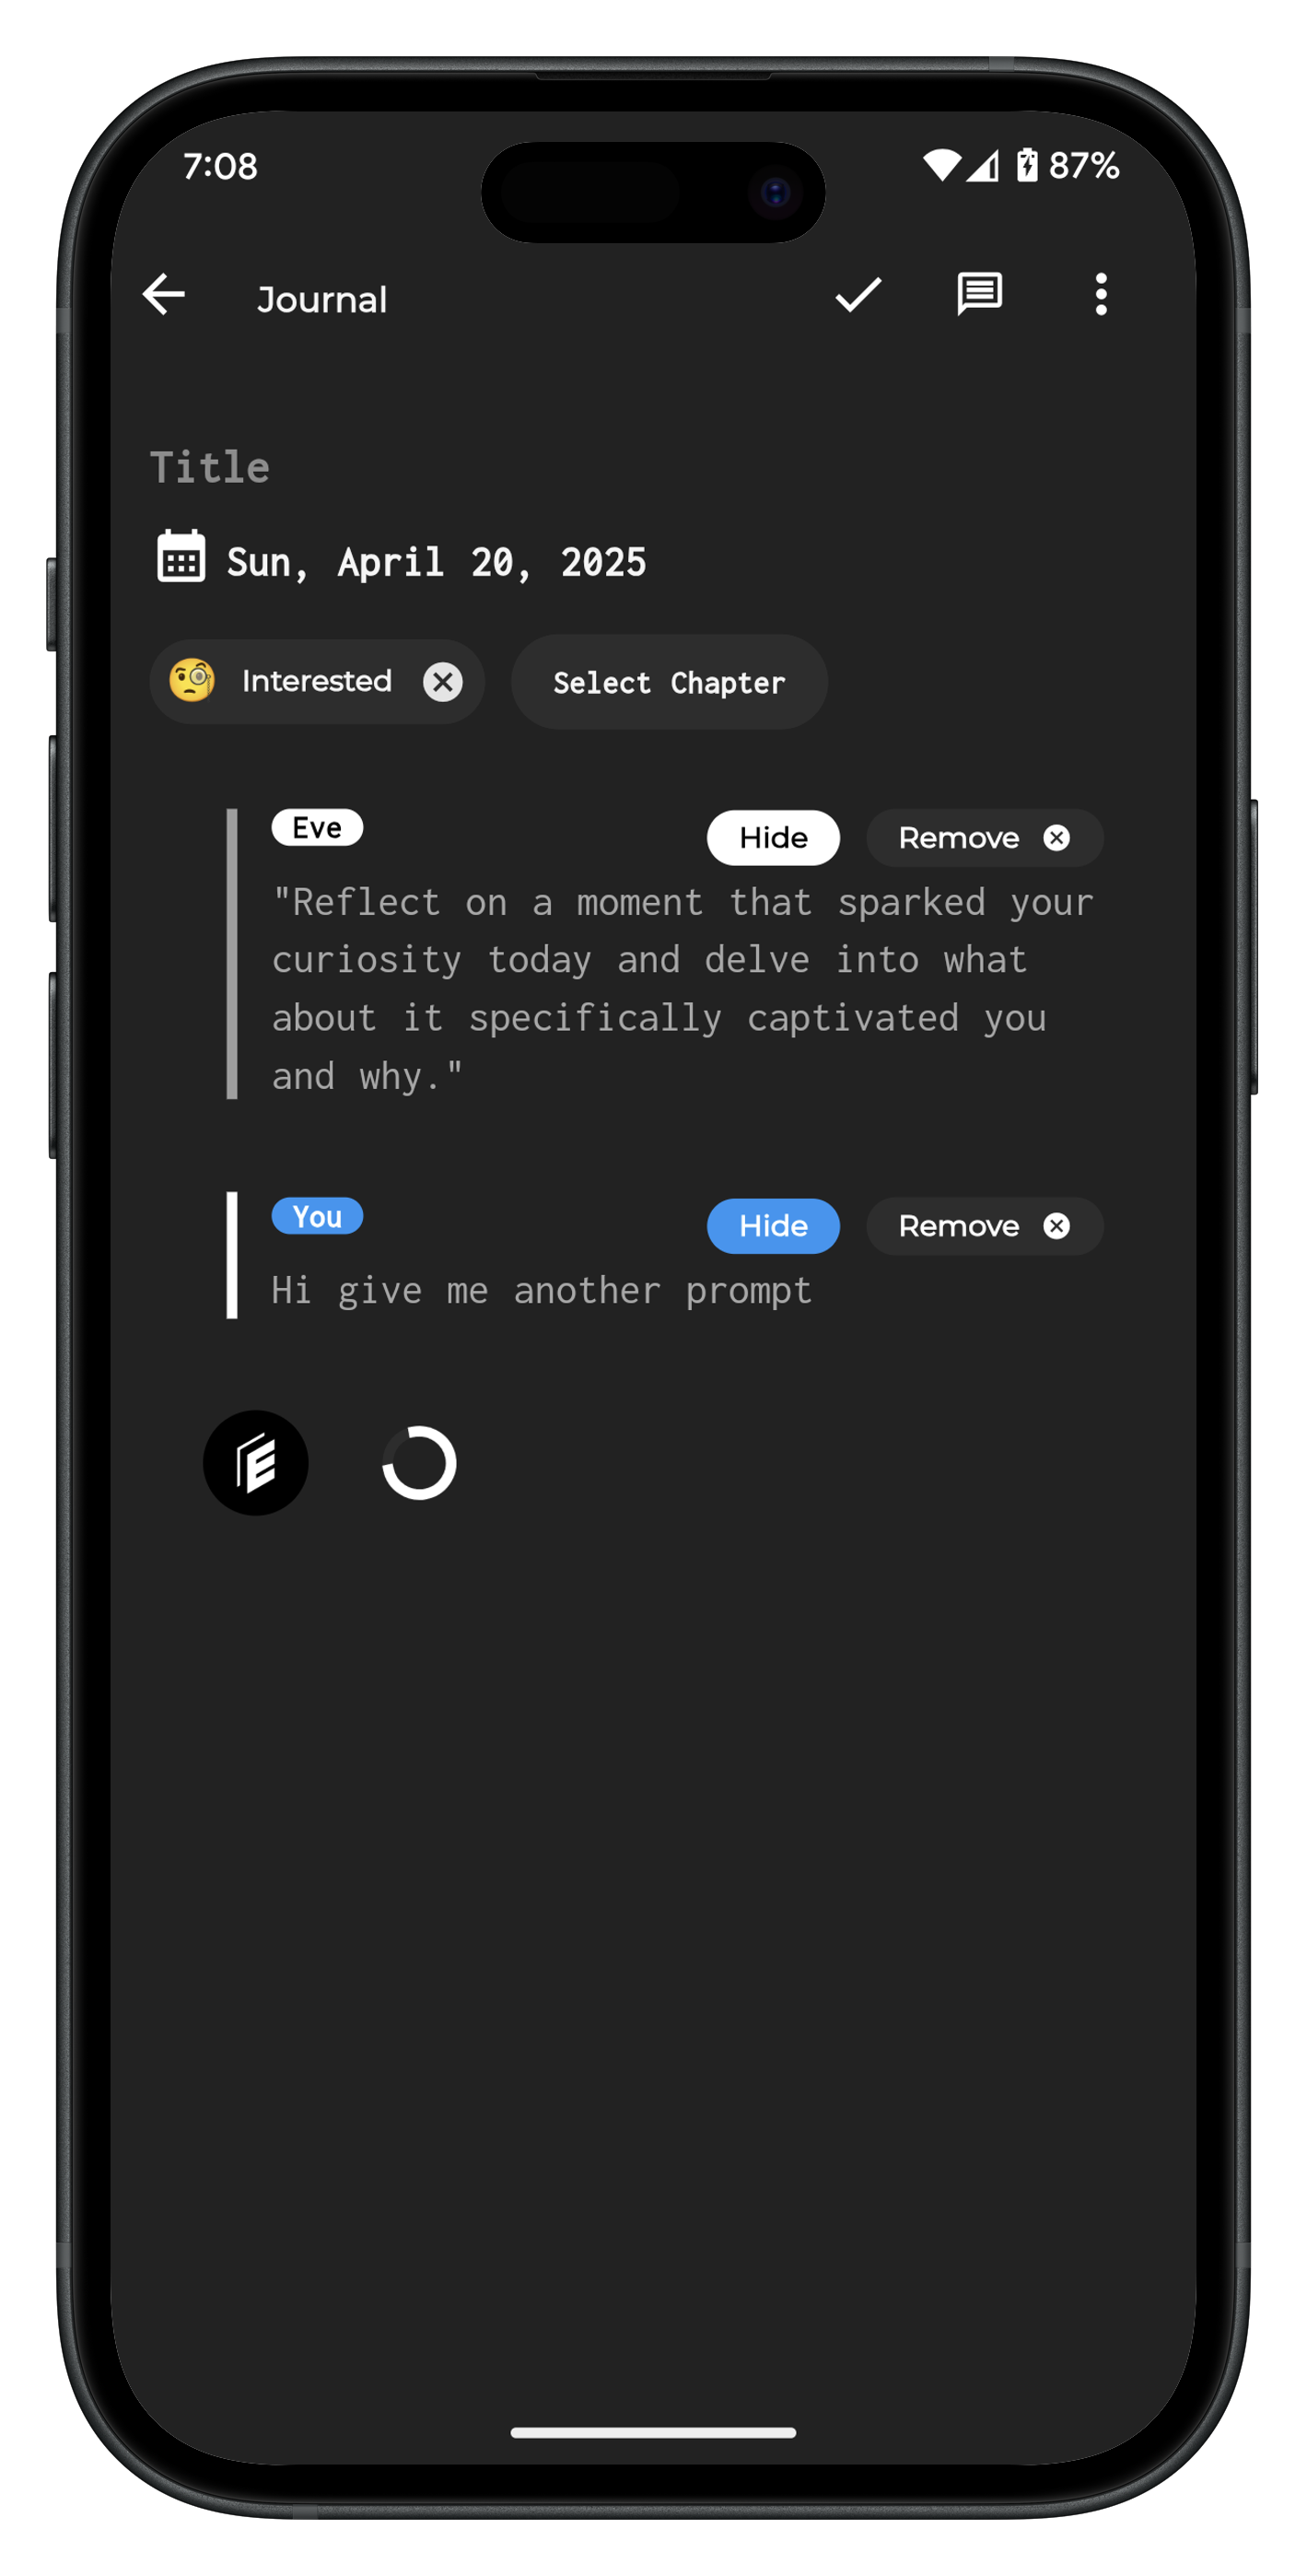 7:08
87%
Journal
Title
Sun, April 20, 2025
Interested
Select Chapter
Eve
Hide
Remove
"Reflect on a moment that sparked your
curiosity today and delve into what
about it specifically captivated you
and why."
You
Hide
Remove
Hi give me another prompt